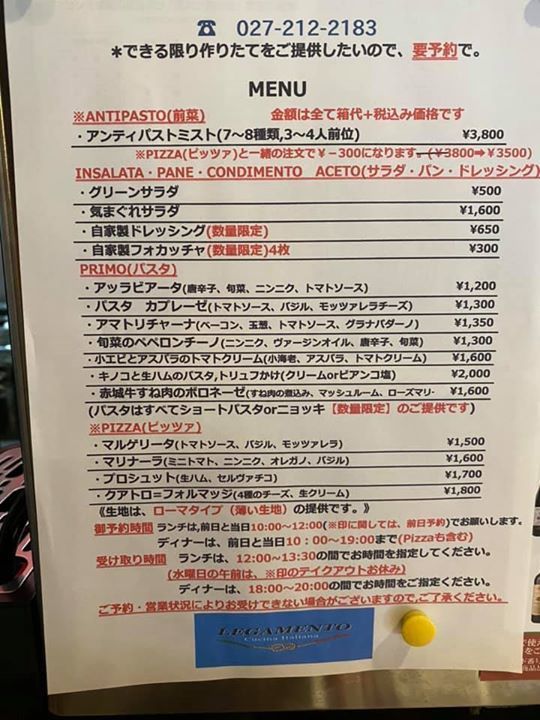 ☎ 027-212-2183
*できる限り作りたてをご提供したいので、要予約で。
MENU
※ANTIPASTO(前菜) 金額は全て箱代+税込み価格です
・アンティパストミスト(7〜8種類,3〜4人前位) ¥3,800
※PIZZA(ピッツァ)と一緒の注文で¥−300になります。(¥3800➡¥3500)
INSALATA・PANE・CONDIMENTO ACETO(サラダ・パン・ドレッシング)
・グリーンサラダ ¥500
・気まぐれサラダ ¥1,600
・自家製ドレッシング(数量限定) ¥650
・自家製フォカッチャ(数量限定)4枚 ¥300
PRIMO(パスタ)
・アッラビアータ(唐辛子、旬菜、ニンニク、トマトソース) ¥1,200
・パスタ カプレーゼ(トマトソース、バジル、モッツァレラチーズ) ¥1,300
・アマトリチャーナ(ベーコン、玉葱、トマトソース、グラナパダーノ) ¥1,350
・旬菜のペペロンチーノ(ニンニク、ヴァージンオイル、唐辛子、旬菜) ¥1,300
・小エビとアスパラのトマトクリーム(小海老、アスパラ、トマトクリーム) ¥1,600
・キノコと生ハムのパスタ,トリュフかけ(クリームorビアンコ塩) ¥2,000
・赤城牛すね肉のボロネーゼ(すね肉の煮込み、マッシュルーム、ローズマリ- ¥1,600
(パスタはすべてショートパスタorニョッキ【数量限定】のご提供です)
※PIZZA(ピッツァ)
・マルゲリータ(トマトソース、バジル、モッツァレラ) ¥1,500
・マリナーラ(ミニトマト、ニンニク、オレガノ、バジル) ¥1,600
・プロシュット(生ハム、セルヴァチコ) ¥1,700
・クアトローフォルマッジ(4種のチーズ、生クリーム) ¥1,800
《生地は、ローマタイプ（薄い生地）の提供です。》
御予約時間 ランチは,前日と当日10:00〜12:00(※印に関しては、前日予約)でお願いします。
ディナーは、前日と当日10：00〜19:00まで(Pizzaも含む)
受け取り時間 ランチは、12:00〜13:30の間でお時間を指定してください。
(水曜日の午前は、※印のテイクアウトお休み)
ディナーは、18:00〜20:00の間でお時間をご指定ください。
ご予約・営業状況によりお受けできない場合がございますので,ご了承ください。
LEGAMENTO
Cucina Italiana